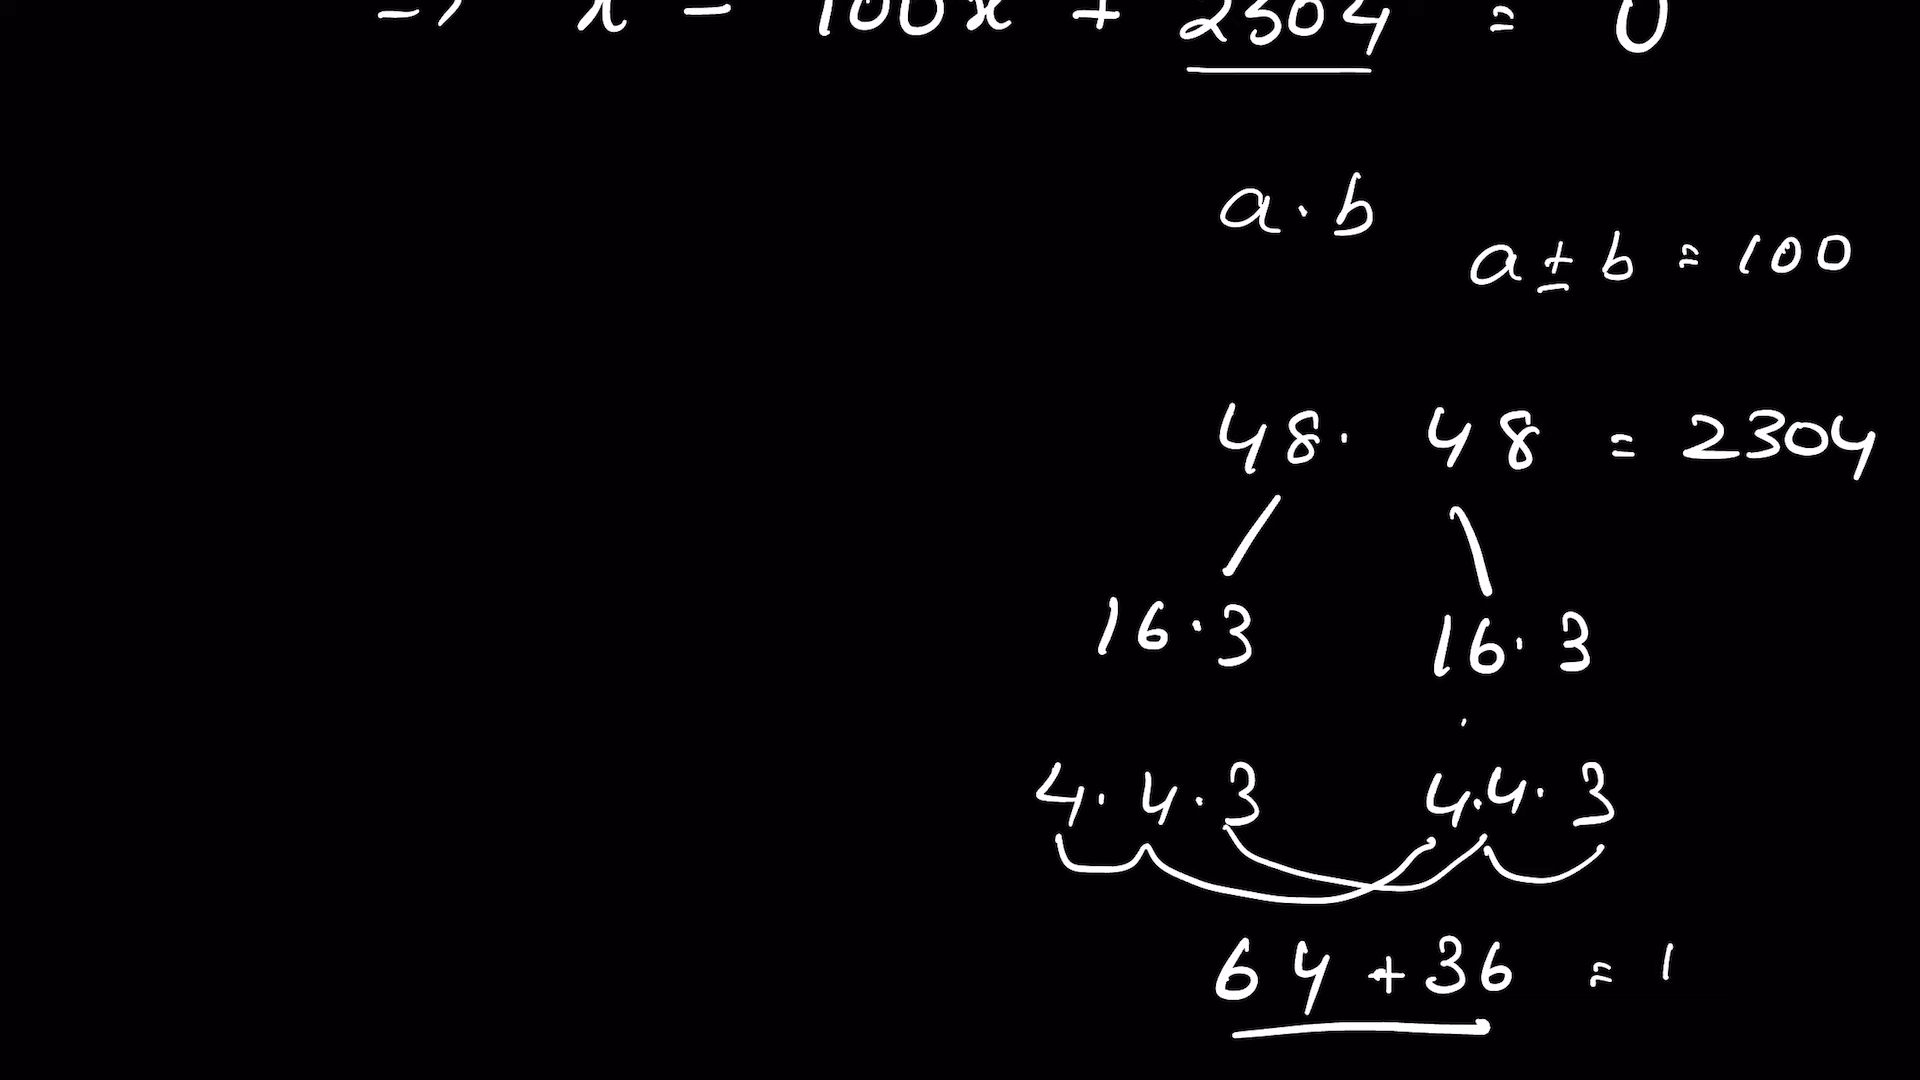 => x - 100x + 2304 = 0
a · b
a ± b = 100
48 · 48 = 2304
16 · 3 16 · 3
4 · 4 · 3 4 · 4 · 3
64 + 36 = 1